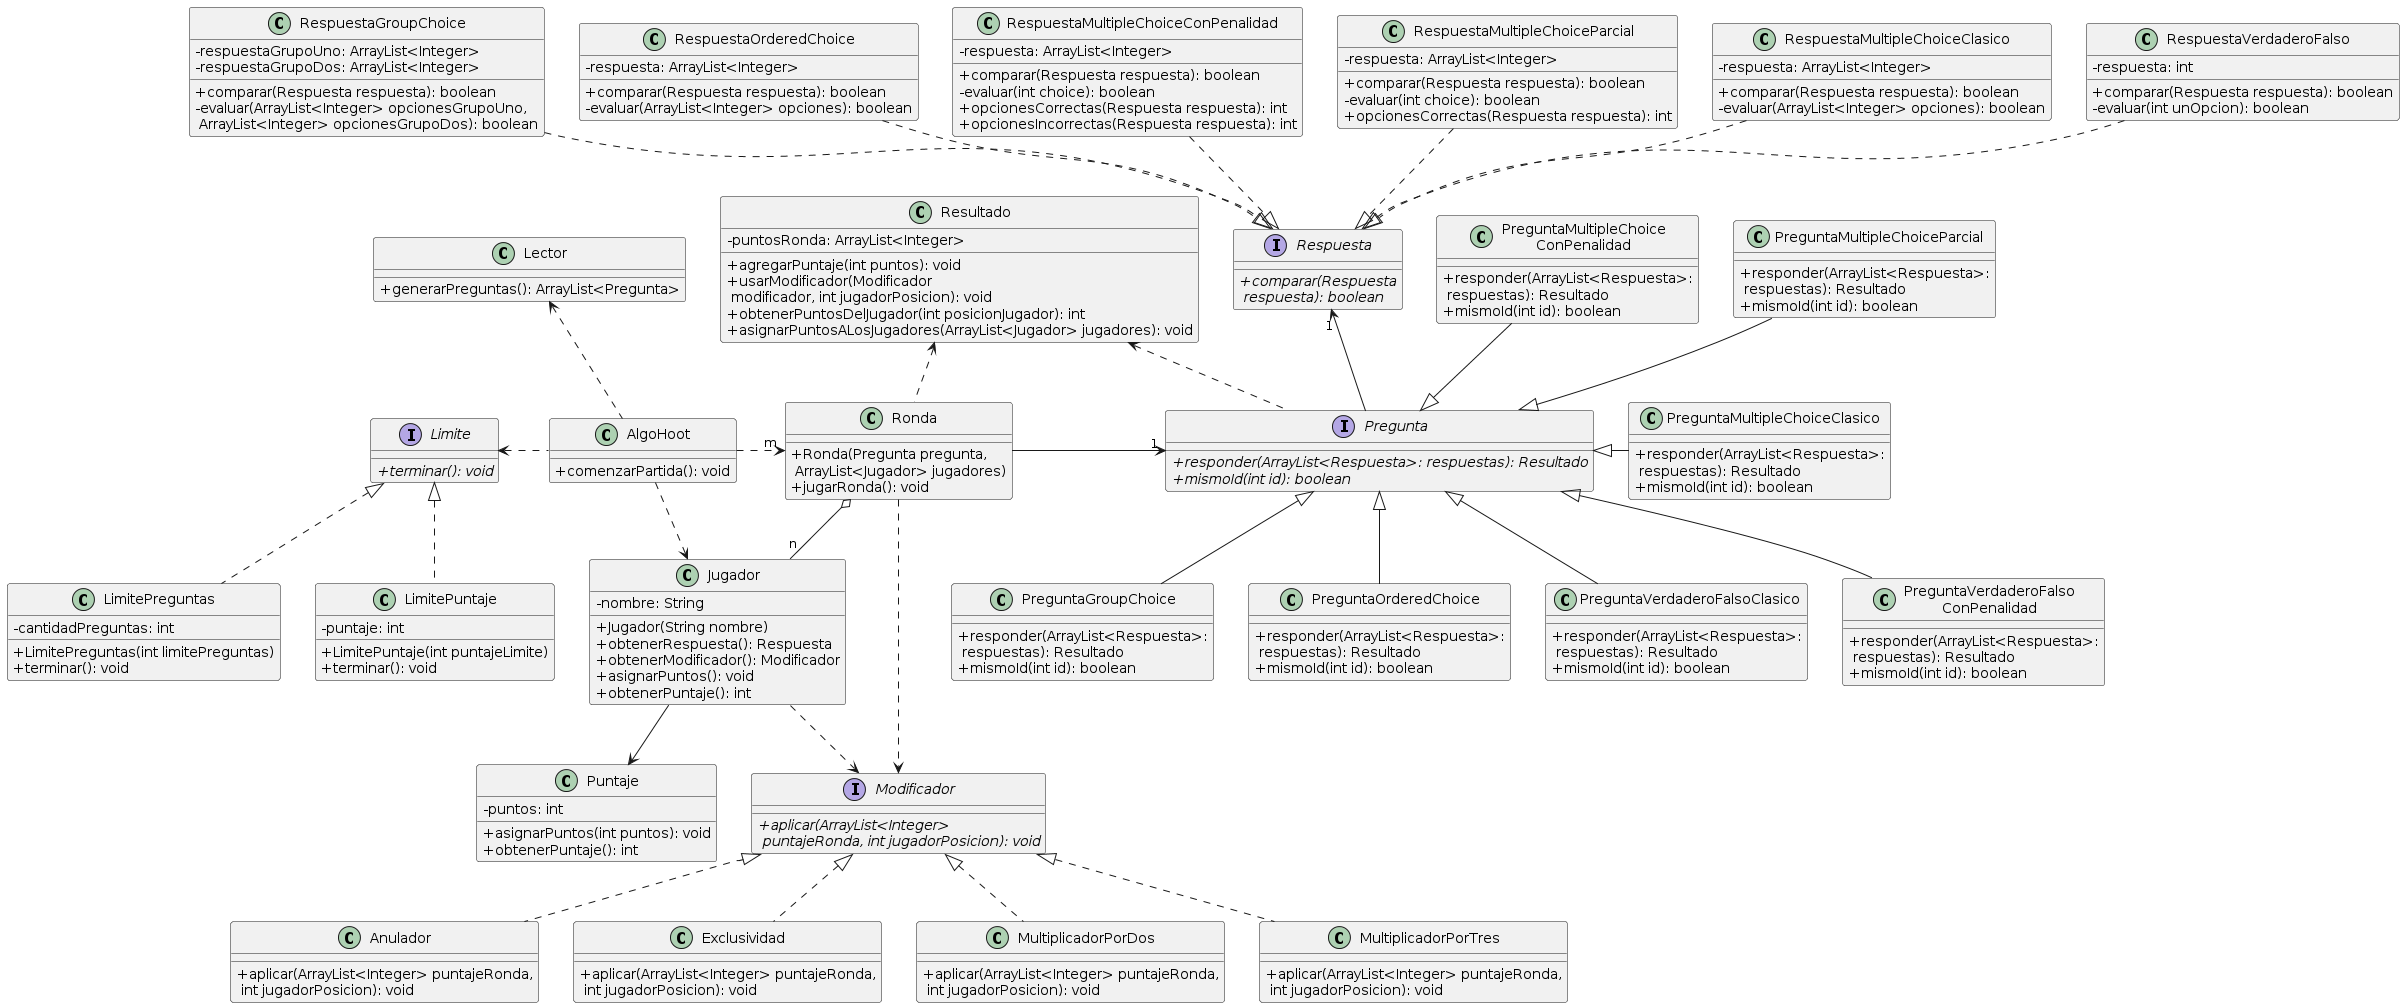 C RespuestaGroupChoice
-respuestaGrupoUno: ArrayList<Integer>
-respuestaGrupoDos: ArrayList<Integer>
+comparar(Respuesta respuesta): boolean
-evaluar(ArrayList<Integer> opcionesGrupoUno,
ArrayList<Integer> opcionesGrupoDos): boolean
C RespuestaOrderedChoice
-respuesta: ArrayList<Integer>
+comparar(Respuesta respuesta): boolean
-evaluar(ArrayList<Integer> opciones): boolean
C RespuestaMultipleChoiceConPenalidad
-respuesta: ArrayList<Integer>
+comparar(Respuesta respuesta): boolean
-evaluar(int choice): boolean
+opcionesCorrectas(Respuesta respuesta): int
+opcionesIncorrectas(Respuesta respuesta): int
C RespuestaMultipleChoiceParcial
-respuesta: ArrayList<Integer>
+comparar(Respuesta respuesta): boolean
-evaluar(int choice): boolean
+opcionesCorrectas(Respuesta respuesta): int
C RespuestaMultipleChoiceClasico
-respuesta: ArrayList<Integer>
+comparar(Respuesta respuesta): boolean
-evaluar(ArrayList<Integer> opciones): boolean
C RespuestaVerdaderoFalso
-respuesta: int
+comparar(Respuesta respuesta): boolean
-evaluar(int unOpcion): boolean
C Lector
+generarPreguntas(): ArrayList<Pregunta>
C Resultado
-puntosRonda: ArrayList<Integer>
+agregarPuntaje(int puntos): void
+usarModificador(Modificador
modificador, int jugadorPosicion): void
+obtenerPuntosDelJugador(int posicionJugador): int
+asignarPuntosALosJugadores(ArrayList<Jugador> jugadores): void
I Respuesta
+comparar(Respuesta
respuesta): boolean
1
C PreguntaMultipleChoice
ConPenalidad
+responder(ArrayList<Respuesta>:
respuestas): Resultado
+mismoId(int id): boolean
C PreguntaMultipleChoiceParcial
+responder(ArrayList<Respuesta>:
respuestas): Resultado
+mismoId(int id): boolean
I Limite
+terminar(): void
C AlgoHoot
+comenzarPartida(): void
m
C Ronda
+Ronda(Pregunta pregunta,
ArrayList<Jugador> jugadores)
+jugarRonda(): void
1
I Pregunta
+responder(ArrayList<Respuesta>: respuestas): Resultado
+mismoId(int id): boolean
C PreguntaMultipleChoiceClasico
+responder(ArrayList<Respuesta>:
respuestas): Resultado
+mismoId(int id): boolean
n
C LimitePreguntas
-cantidadPreguntas: int
+LimitePreguntas(int limitePreguntas)
+terminar(): void
C LimitePuntaje
-puntaje: int
+LimitePuntaje(int puntajeLimite)
+terminar(): void
C Jugador
-nombre: String
+Jugador(String nombre)
+obtenerRespuesta(): Respuesta
+obtenerModificador(): Modificador
+asignarPuntos(): void
+obtenerPuntaje(): int
C PreguntaGroupChoice
+responder(ArrayList<Respuesta>:
respuestas): Resultado
+mismoId(int id): boolean
C PreguntaOrderedChoice
+responder(ArrayList<Respuesta>:
respuestas): Resultado
+mismoId(int id): boolean
C PreguntaVerdaderoFalsoClasico
+responder(ArrayList<Respuesta>:
respuestas): Resultado
+mismoId(int id): boolean
C PreguntaVerdaderoFalso
ConPenalidad
+responder(ArrayList<Respuesta>:
respuestas): Resultado
+mismoId(int id): boolean
C Puntaje
-puntos: int
+asignarPuntos(int puntos): void
+obtenerPuntaje(): int
I Modificador
+aplicar(ArrayList<Integer>
puntajeRonda, int jugadorPosicion): void
C Anulador
+aplicar(ArrayList<Integer> puntajeRonda,
int jugadorPosicion): void
C Exclusividad
+aplicar(ArrayList<Integer> puntajeRonda,
int jugadorPosicion): void
C MultiplicadorPorDos
+aplicar(ArrayList<Integer> puntajeRonda,
int jugadorPosicion): void
C MultiplicadorPorTres
+aplicar(ArrayList<Integer> puntajeRonda,
int jugadorPosicion): void